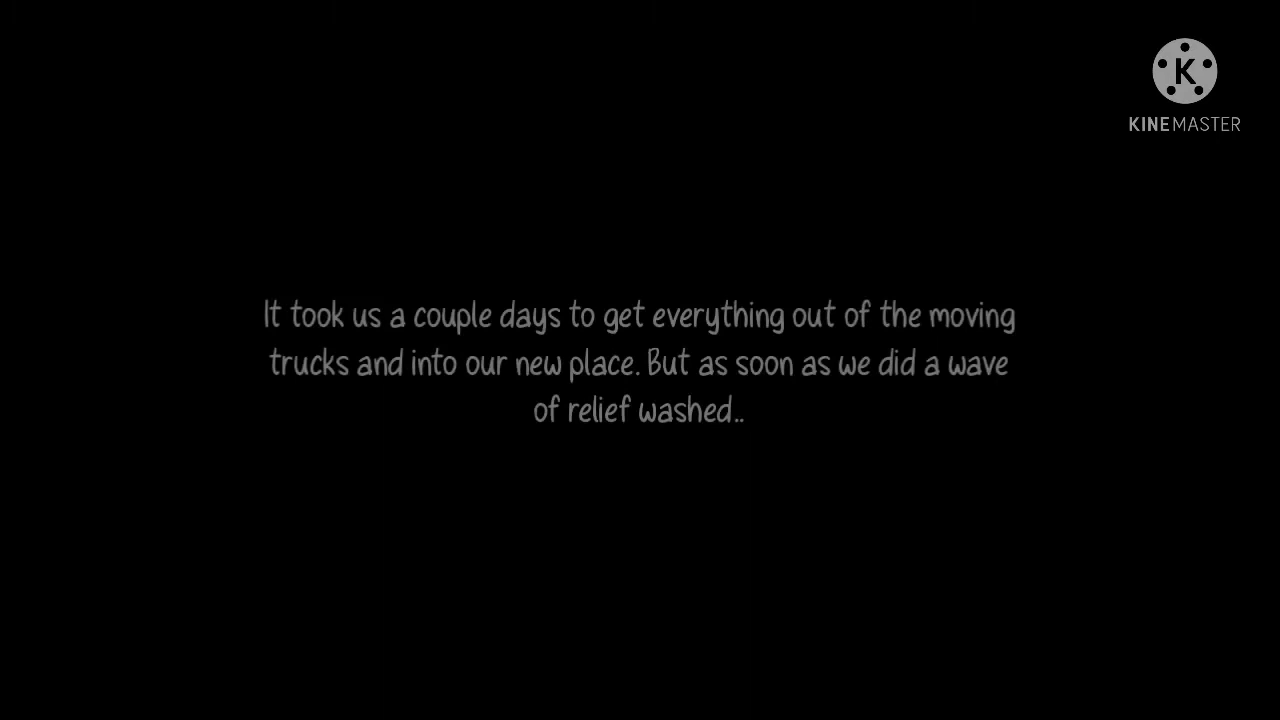 K
KINEMASTER
It took us a couple days to get everything out of the moving
trucks and into our new place. But as soon as we did a wave
of relief washed..